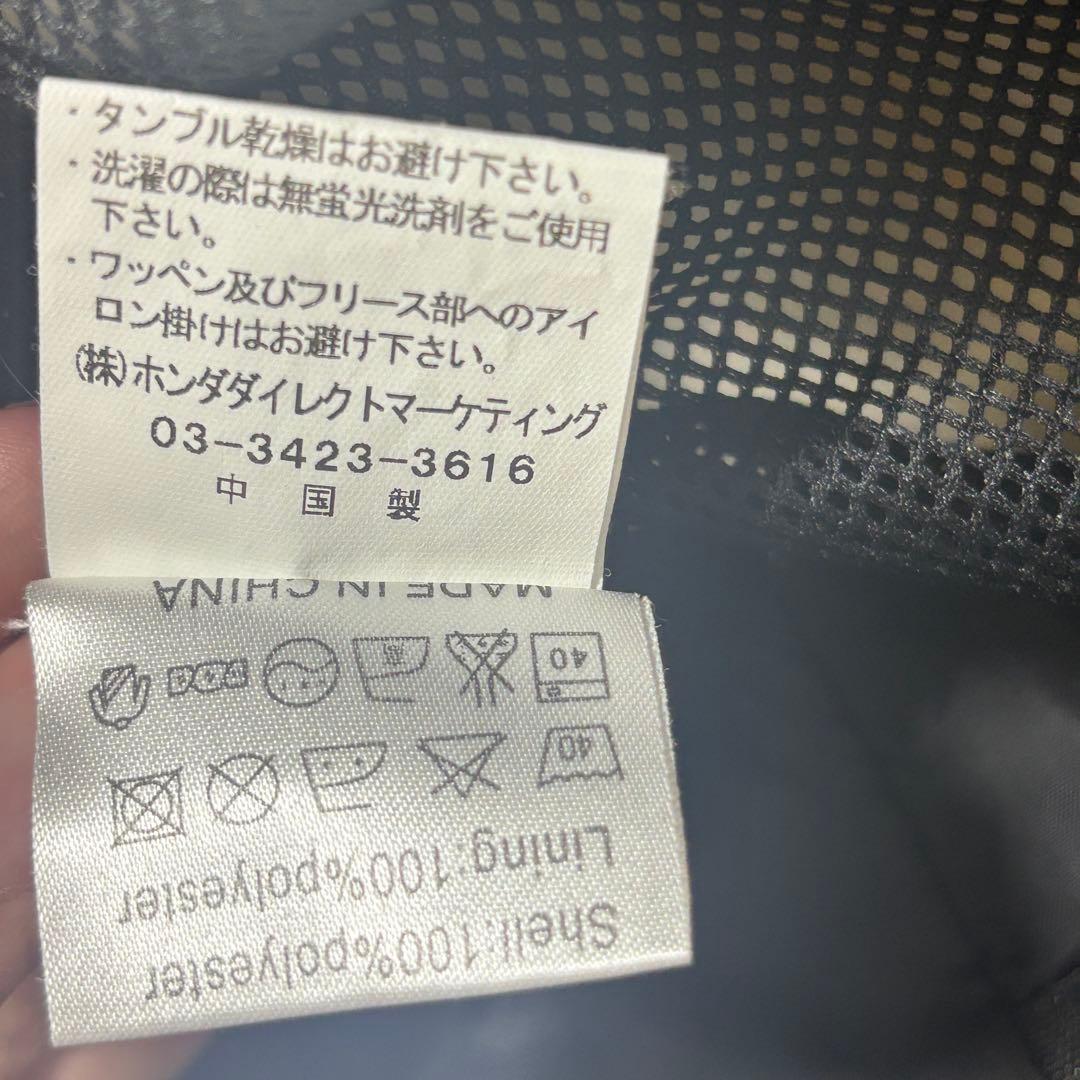 ・タンブル乾燥はお避け下さい。
・洗濯の際は無蛍光洗剤をご使用
下さい。
・ワッペン及びフリース部へのアイ
ロン掛けはお避け下さい。
(株)ホンダダイレクトマーケティング
03-3423-3616
中 国 製
Shell:100%polyester
Lining:100%polyester
40
40
MADE IN CHINA